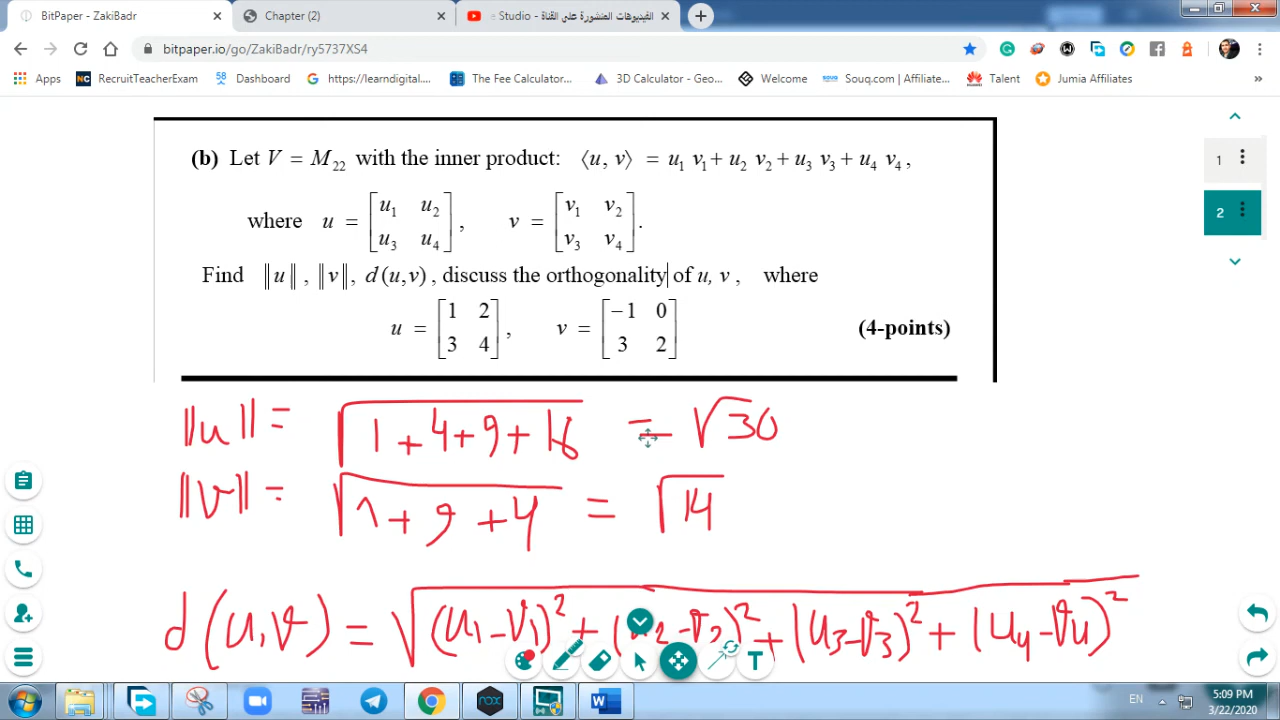 BitPaper - ZakiBadr
Chapter (2)
الفيديوهات المنشورة على القناة - Studio
bitpaper.io/go/ZakiBadr/ry5737XS4
Apps RecruitTeacherExam 58 Dashboard https://learndigital.... The Fee Calculator... 3D Calculator - Geo... Welcome souq.com Souq.com | Affiliate... Talent Jumia Affiliates »
(b) Let V = M₂₂ with the inner product: ⟨u, v⟩ = u₁ v₁ + u₂ v₂ + u₃ v₃ + u₄ v₄ ,
where u = [u₁ u₂; u₃ u₄], v = [v₁ v₂; v₃ v₄].
Find ‖u‖ , ‖v‖, d(u,v) , discuss the orthogonality of u, v , where
u = [1 2; 3 4], v = [−1 0; 3 2] (4-points)
‖u‖ = √(1+4+9+16) = √30
‖v‖ = √(1+9+4) = √14
d(u,v) = √((u₁−v₁)²+(u₂−v₂)²+(u₃−v₃)²+(u₄−v₄)²)
T
1
2
EN 5:09 PM
3/22/2020